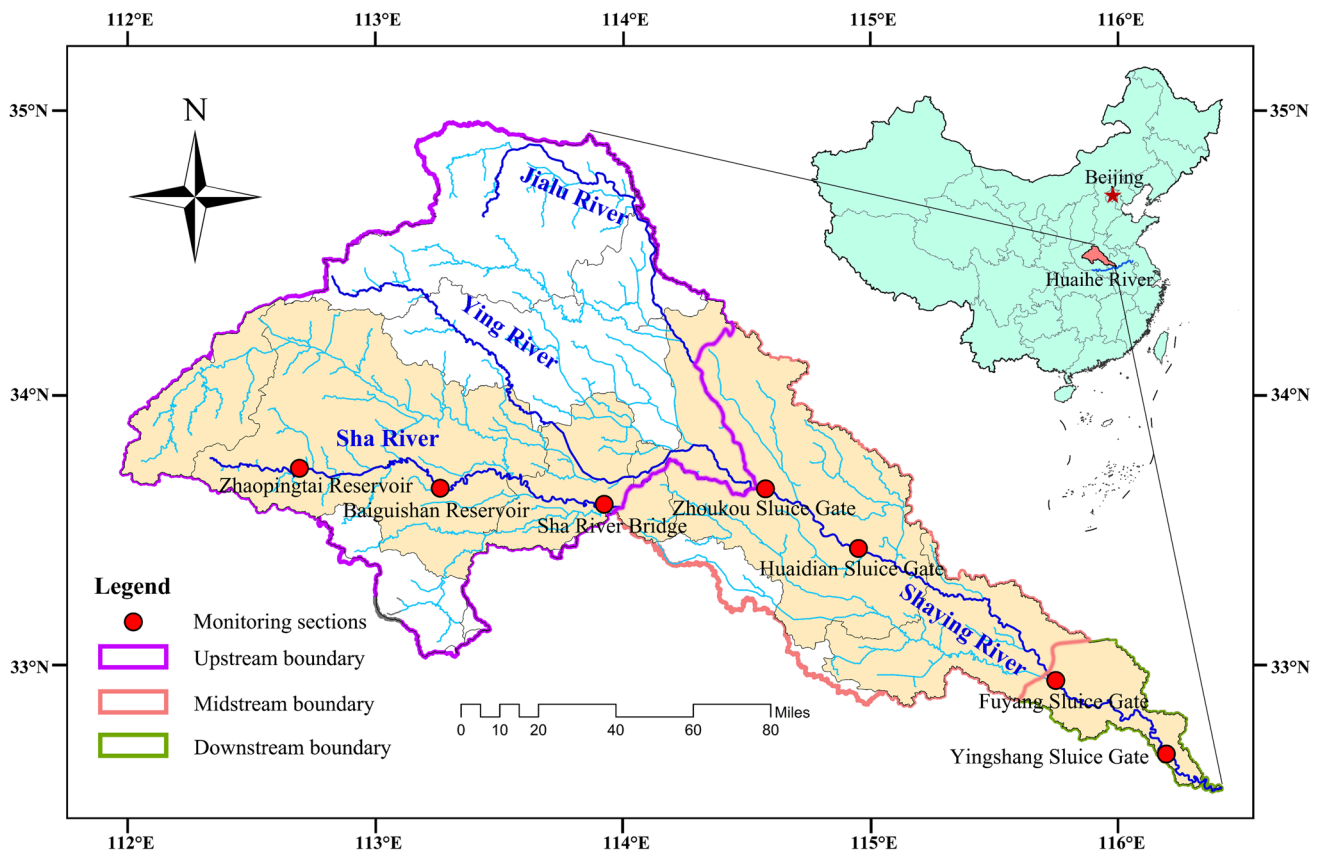 112°E 113°E 114°E 115°E 116°E
35°N 35°N
N
Beijing
Jialu River
Huaihe River
Ying River
34°N 34°N
Sha River
Zhaopingtai Reservoir
Baiguishan Reservoir
Zhoukou Sluice Gate
Sha River Bridge
Huaidian Sluice Gate
Shaying River
Legend
Monitoring sections
Upstream boundary
33°N 33°N
Midstream boundary
Fuyang Sluice Gate
Miles
0 10 20 40 60 80
Downstream boundary
Yingshang Sluice Gate
112°E 113°E 114°E 115°E 116°E